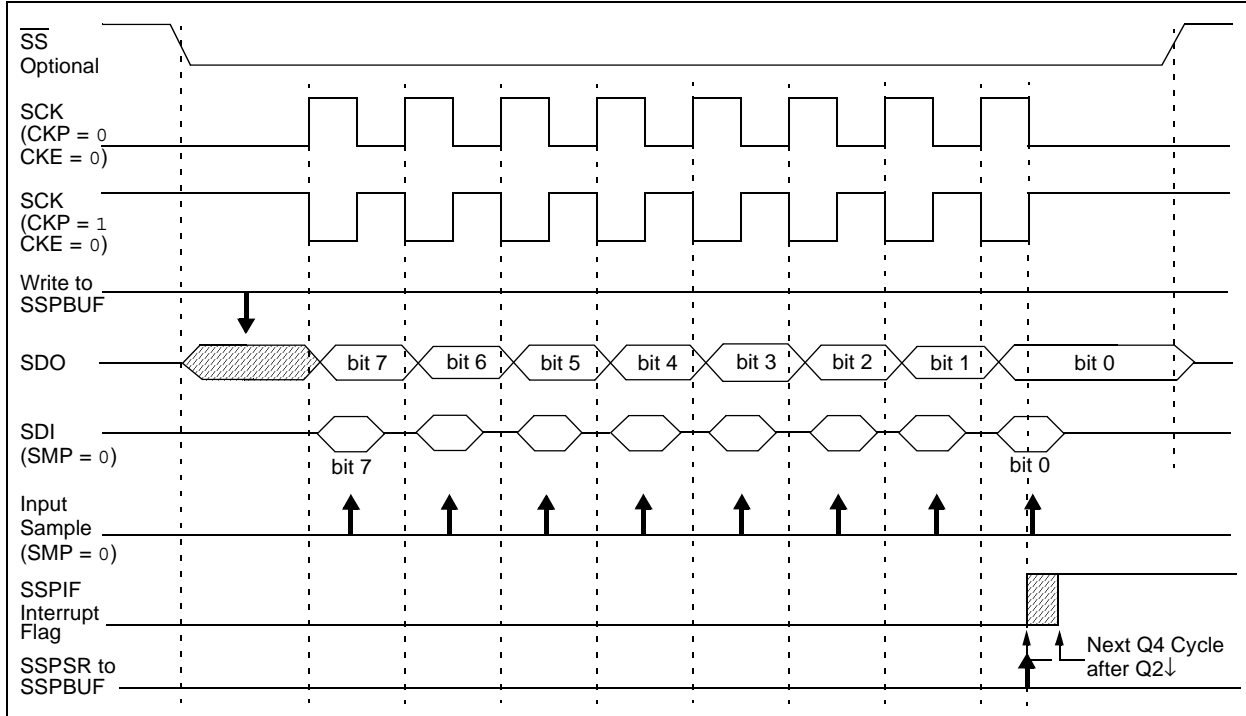 SS
Optional
SCK
(CKP = 0
CKE = 0)
SCK
(CKP = 1
CKE = 0)
Write to
SSPBUF
SDO
bit 7
bit 6
bit 5
bit 4
bit 3
bit 2
bit 1
bit 0
SDI
(SMP = 0)
bit 7
bit 0
Input
Sample
(SMP = 0)
SSPIF
Interrupt
Flag
Next Q4 Cycle
after Q2↓
SSPSR to
SSPBUF